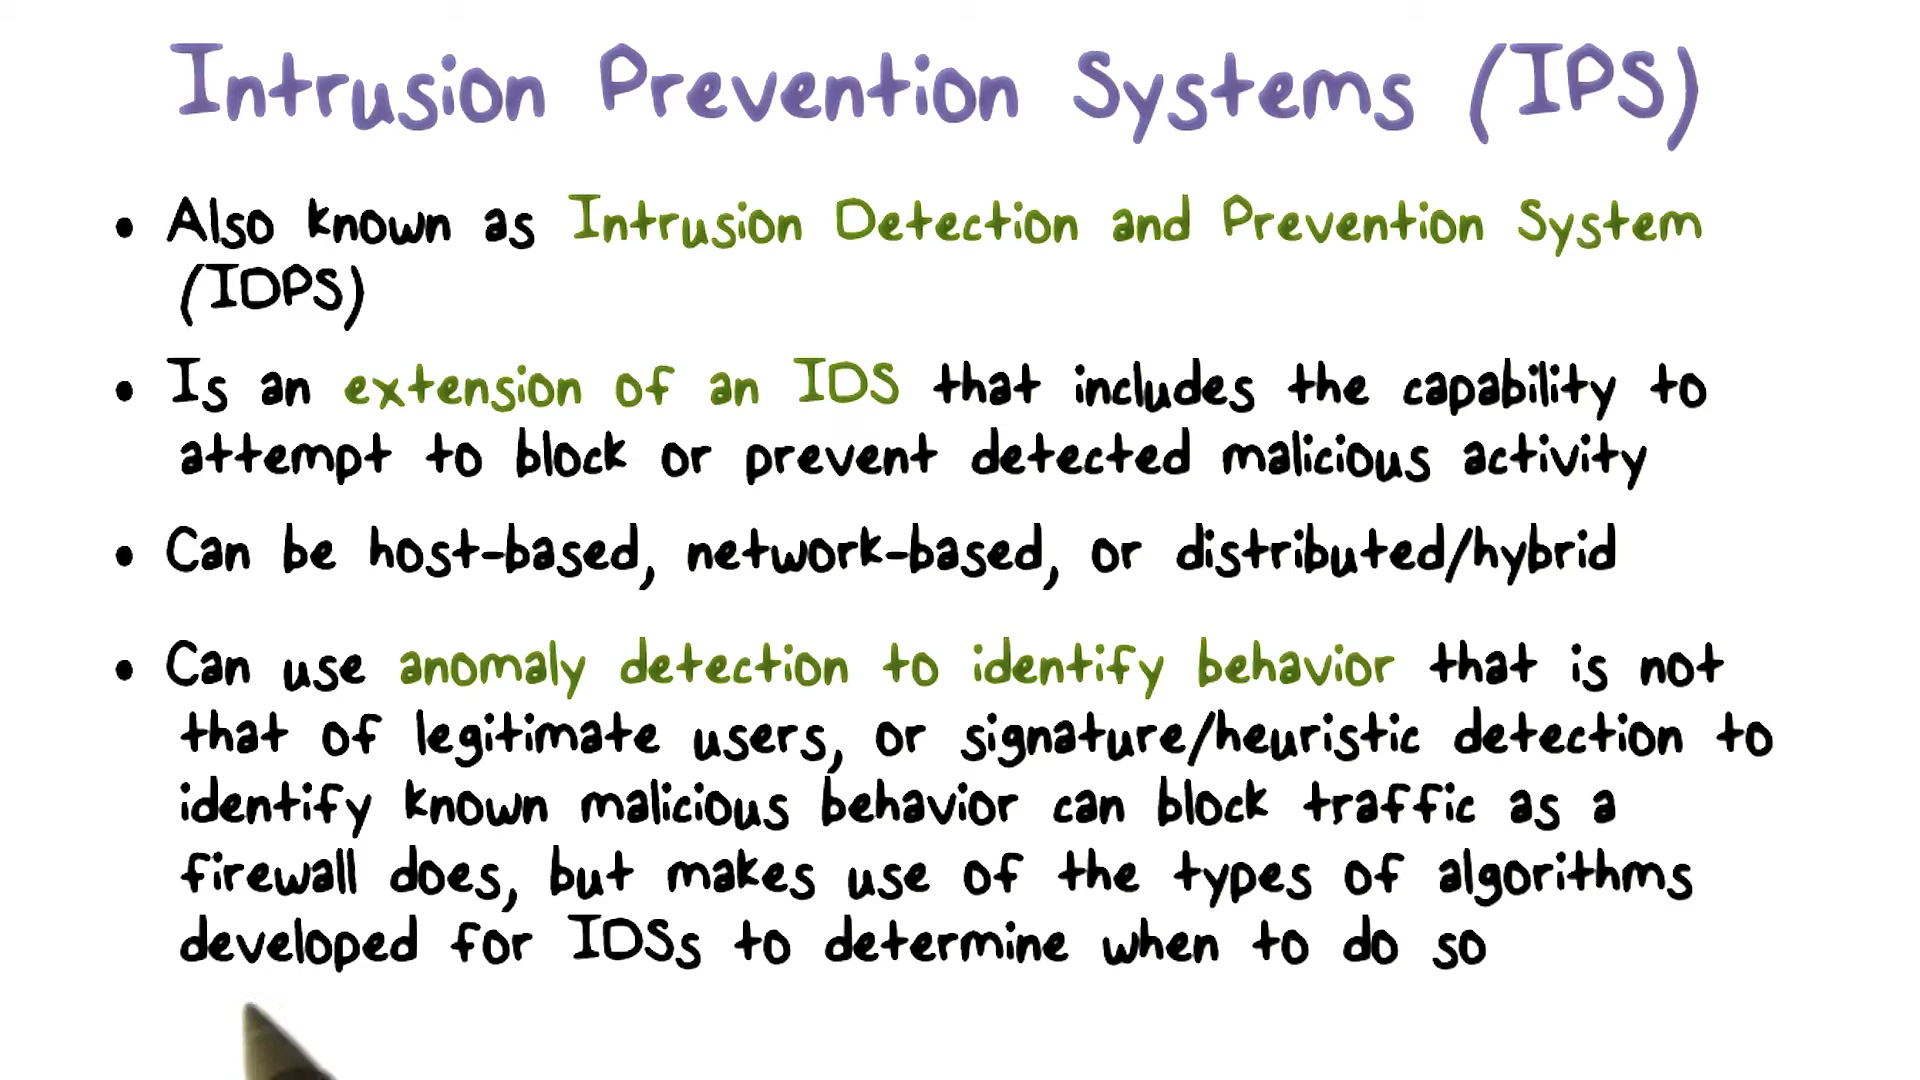 Intrusion Prevention Systems (IPS)
• Also known as Intrusion Detection and Prevention System
(IDPS)
• Is an extension of an IDS that includes the capability to
attempt to block or prevent detected malicious activity
• Can be host-based, network-based, or distributed/hybrid
• Can use anomaly detection to identify behavior that is not
that of legitimate users, or signature/heuristic detection to
identify known malicious behavior can block traffic as a
firewall does, but makes use of the types of algorithms
developed for IDSs to determine when to do so